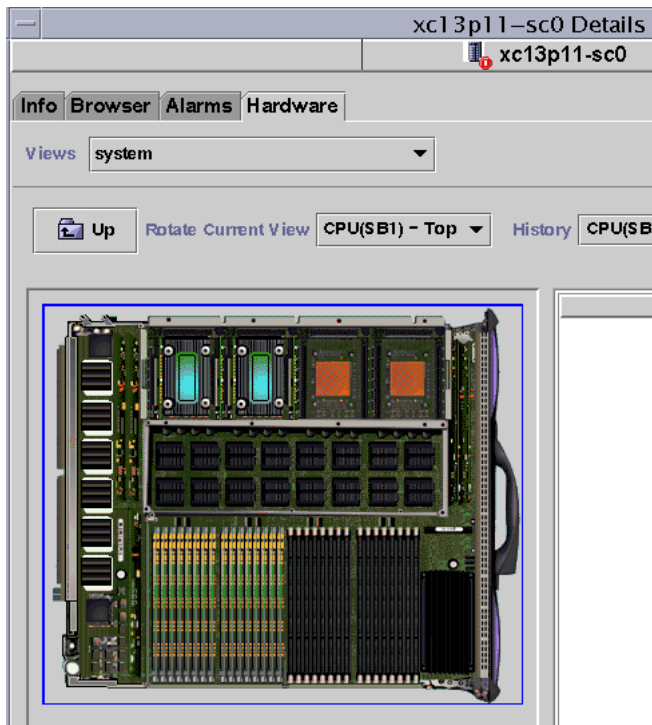 xc13p11-sc0 Details
xc13p11-sc0
Info Browser Alarms Hardware
Views system
Up Rotate Current View CPU(SB1) - Top History CPU(SB